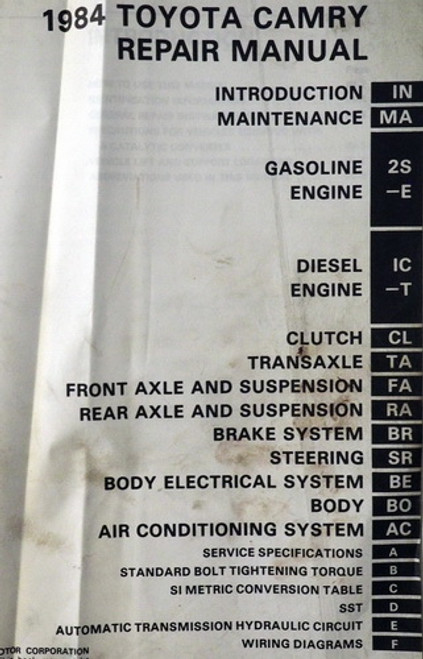 1984 TOYOTA CAMRY
REPAIR MANUAL
INTRODUCTION IN
MAINTENANCE MA
GASOLINE 2S
ENGINE –E
DIESEL IC
ENGINE –T
CLUTCH CL
TRANSAXLE TA
FRONT AXLE AND SUSPENSION FA
REAR AXLE AND SUSPENSION RA
BRAKE SYSTEM BR
STEERING SR
BODY ELECTRICAL SYSTEM BE
BODY BO
AIR CONDITIONING SYSTEM AC
SERVICE SPECIFICATIONS A
STANDARD BOLT TIGHTENING TORQUE B
SI METRIC CONVERSION TABLE C
SST D
AUTOMATIC TRANSMISSION HYDRAULIC CIRCUIT E
WIRING DIAGRAMS F
OTOR CORPORATION